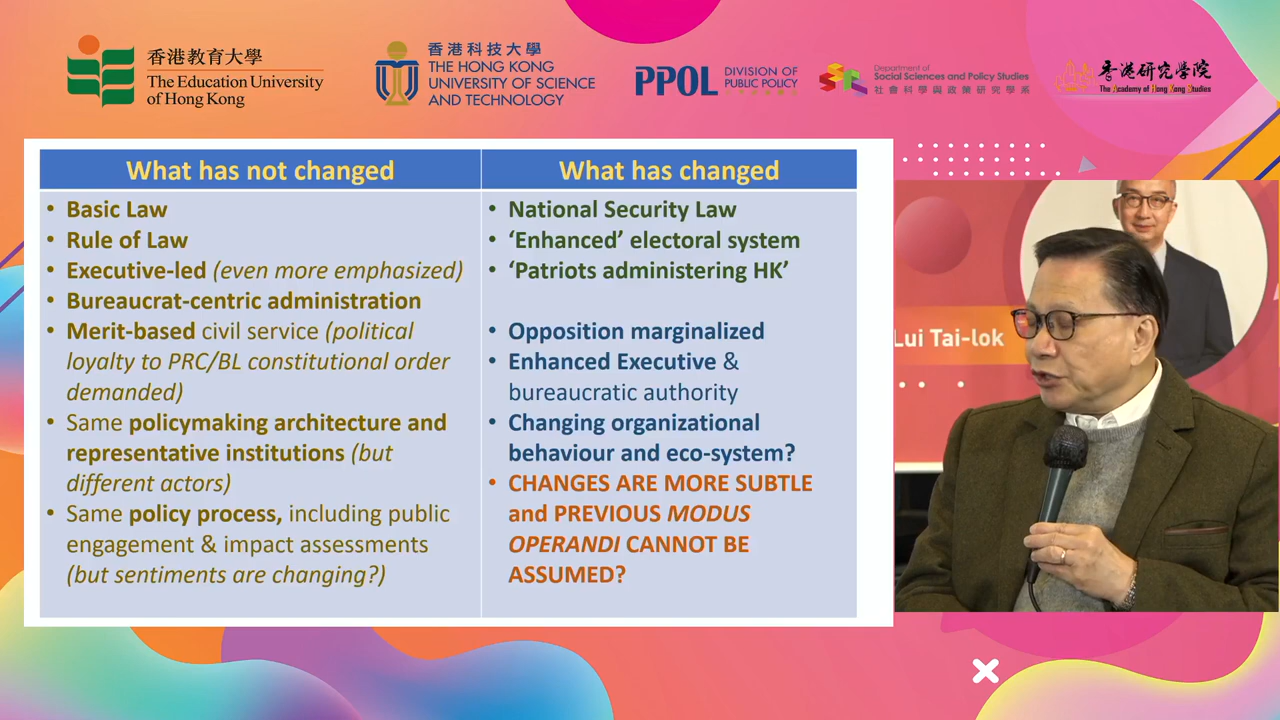 香港教育大學
The Education University
of Hong Kong
香港科技大學
THE HONG KONG
UNIVERSITY OF SCIENCE
AND TECHNOLOGY
PPOL
DIVISION OF
PUBLIC POLICY
Department of
Social Sciences and Policy Studies
社會科學與政策研究學系
香港研究學院
The Academy of Hong Kong Studies
What has not changed
• Basic Law
• Rule of Law
• Executive-led (even more emphasized)
• Bureaucrat-centric administration
• Merit-based civil service (political
loyalty to PRC/BL constitutional order
demanded)
• Same policymaking architecture and
representative institutions (but
different actors)
• Same policy process, including public
engagement & impact assessments
(but sentiments are changing?)
What has changed
• National Security Law
• ‘Enhanced’ electoral system
• ‘Patriots administering HK’
• Opposition marginalized
• Enhanced Executive &
bureaucratic authority
• Changing organizational
behaviour and eco-system?
• CHANGES ARE MORE SUBTLE
and PREVIOUS MODUS
OPERANDI CANNOT BE
ASSUMED?
Lui Tai-lok